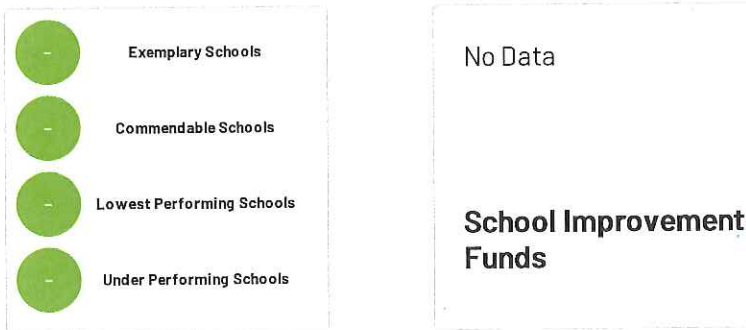 -
Exemplary Schools
-
Commendable Schools
-
Lowest Performing Schools
-
Under Performing Schools
No Data
School Improvement
Funds